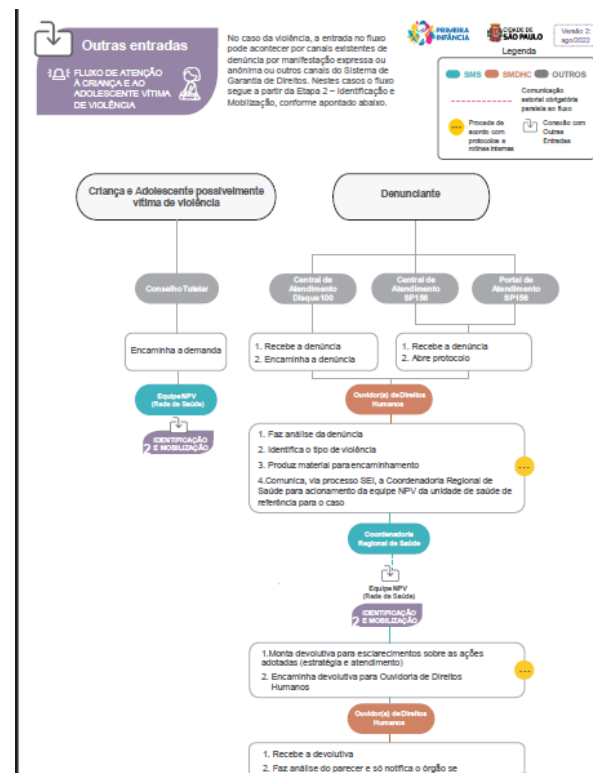 Outras entradas
FLUXO DE ATENÇÃO
À CRIANÇA E AO
ADOLESCENTE VÍTIMA
DE VIOLÊNCIA
No caso da violência, a entrada no fluxo
pode acontecer por canais existentes de
denúncia por manifestação expressa ou
anônima ou outros canais do Sistema de
Garantia de Direitos. Nestes casos o fluxo
segue a partir da Etapa 2 – Identificação e
Mobilização, conforme apontado abaixo.
PRIMEIRA
INFÂNCIA
CIDADE DE
SÃO PAULO
Versão 2:
ago/2022
Legenda
SMS
SMDHC
OUTROS
Comunicação
setorial obrigatória
paralela ao fluxo
Procede de
acordo com
protocolos e
rotinas internas
Conexão com
Outras
Entradas
Criança e Adolescente possivelmente
vítima de violência
Denunciante
Conselho Tutelar
Central de
Atendimento
Disque 100
Central de
Atendimento
SP156
Portal de
Atendimento
SP156
Encaminha a demanda
1. Recebe a denúncia
2. Encaminha a denúncia
1. Recebe a denúncia
2. Abre protocolo
Equipe NPV
(Rede de Saúde)
2 IDENTIFICAÇÃO
E MOBILIZAÇÃO
Ouvidor(a) de Direitos
Humanos
1. Faz análise da denúncia
2. Identifica o tipo de violência
3. Produz material para encaminhamento
4.Comunica, via processo SEI, a Coordenadoria Regional de
Saúde para acionamento da equipe NPV da unidade de saúde de
referência para o caso
Coordenadoria
Regional de Saúde
Equipe NPV
(Rede de Saúde)
2 IDENTIFICAÇÃO
E MOBILIZAÇÃO
1.Monta devolutiva para esclarecimentos sobre as ações
adotadas (estratégia e atendimento)
2. Encaminha devolutiva para Ouvidoria de Direitos
Humanos
Ouvidor(a) de Direitos
Humanos
1. Recebe a devolutiva
2. Faz análise do parecer e só notifica o órgão se